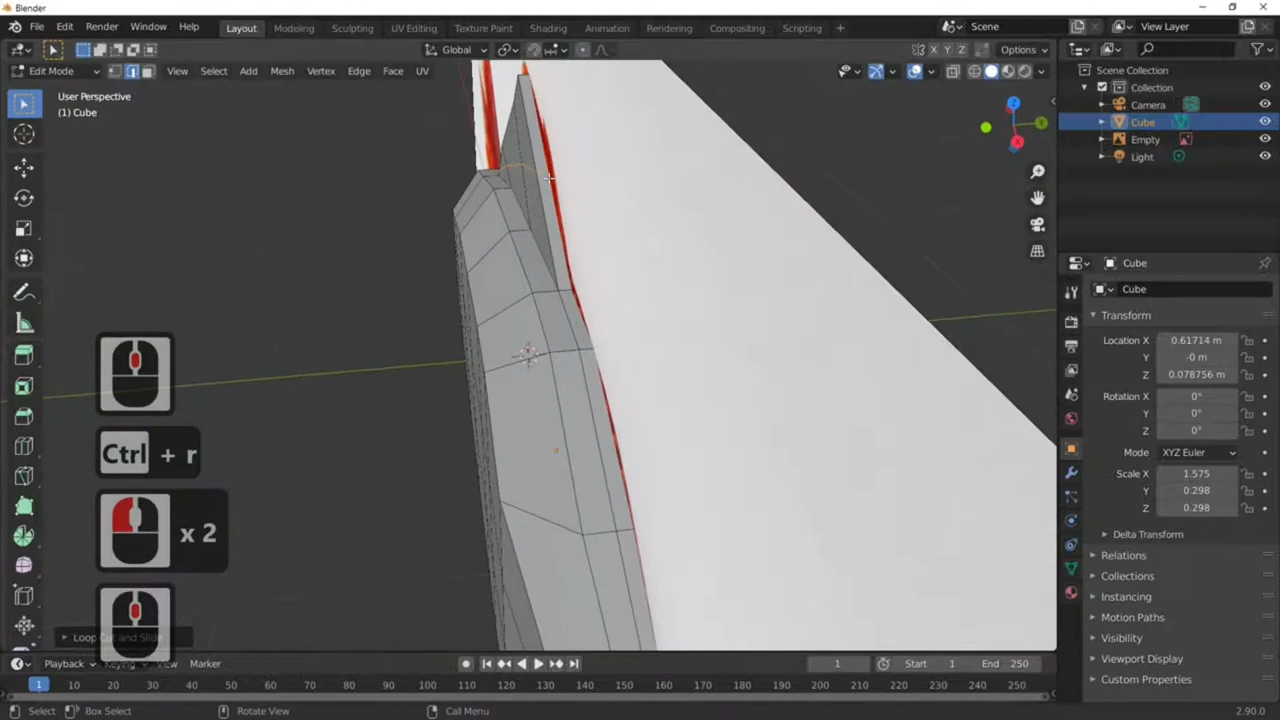 Blender
File Edit Render Window Help Layout Modeling Sculpting UV Editing Texture Paint Shading Animation Rendering Compositing Scripting + Scene View Layer
Global X Y Z Options
Edit Mode View Select Add Mesh Vertex Edge Face UV
User Perspective
(1) Cube
Z
Y
X
Scene Collection
Collection
Camera
Cube
Empty
Light
Cube
Cube
Transform
Location X 0.61714 m
Y -0 m
Z 0.078756 m
Rotation X 0°
Y 0°
Z 0°
Mode XYZ Euler
Scale X 1.575
Y 0.298
Z 0.298
Delta Transform
Relations
Collections
Instancing
Motion Paths
Visibility
Viewport Display
Custom Properties
Ctrl + r
x 2
Loop Cut and Slide
Playback Keying View Marker 1 Start 1 End 250
1 10 20 30 40 50 60 70 80 90 100 110 120 130 140 150 160 170 180 190 200 210 220 230 240 250
Select Box Select Rotate View Call Menu 2.90.0